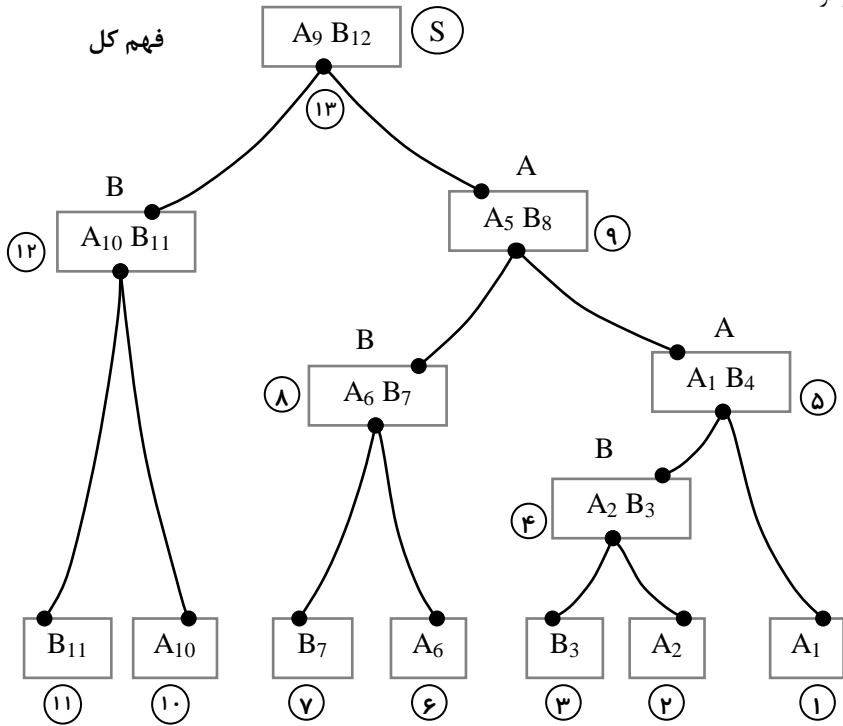 فهم کل
A9 B12 S
۱۳
B
A
A10 B11 ۱۲
A5 B8 ۹
B
A
A6 B7 ۸
A1 B4 ۵
B
A2 B3 ۴
B11 A10 B7 A6 B3 A2 A1
۱۱ ۱۰ ۷ ۶ ۳ ۲ ۱